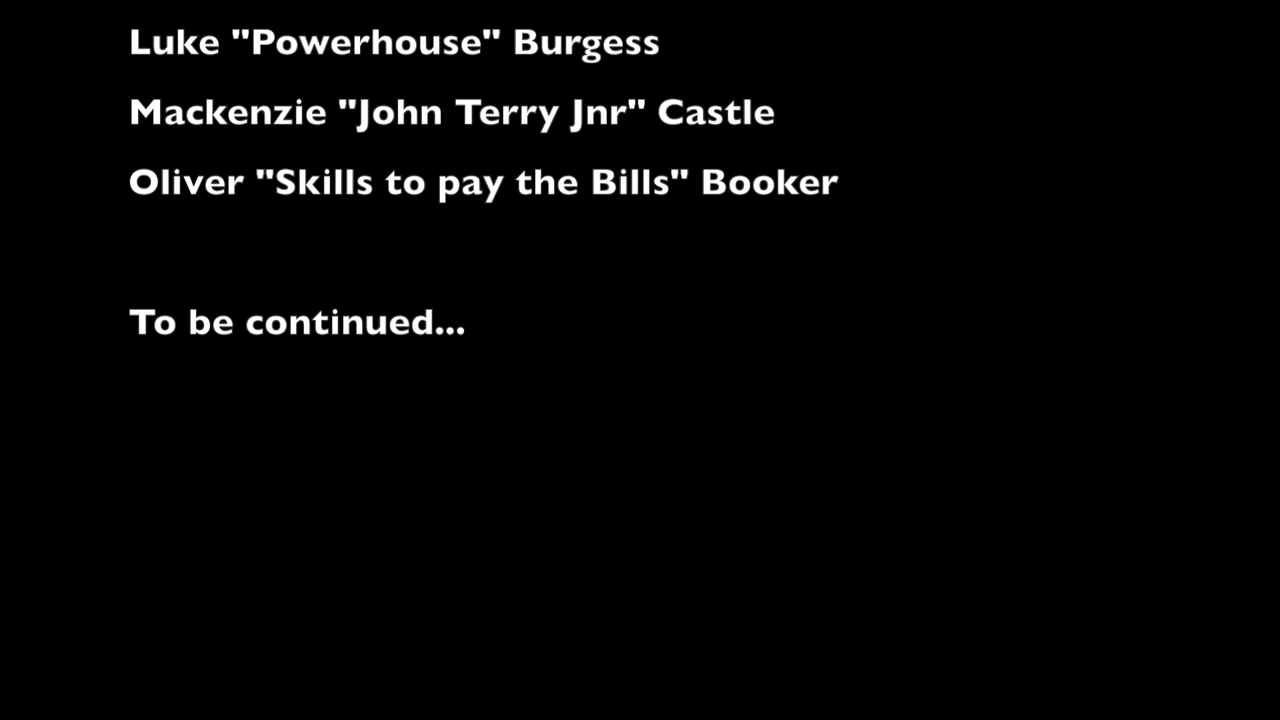 Luke "Powerhouse" Burgess
Mackenzie "John Terry Jnr" Castle
Oliver "Skills to pay the Bills" Booker
To be continued...